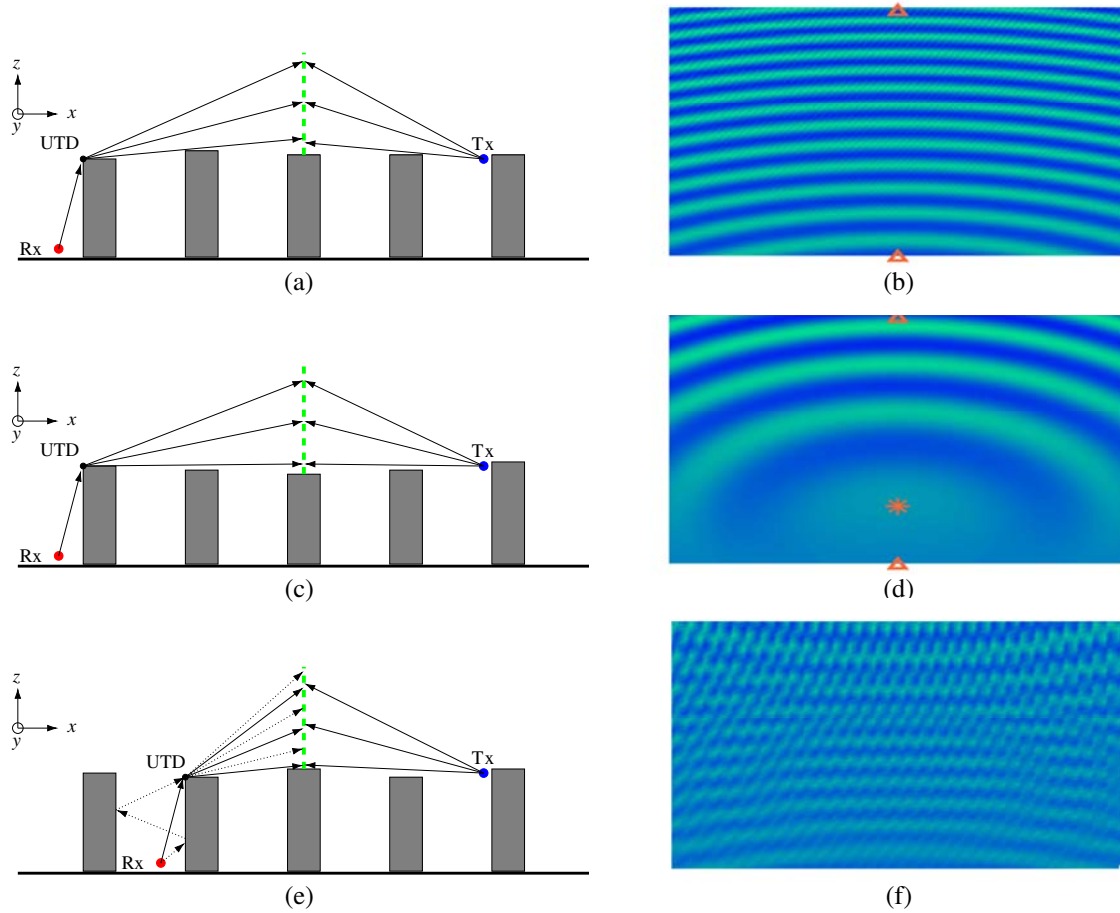 z
x
y
UTD
Tx
Rx
(a)
(b)
z
x
y
UTD
Tx
Rx
(c)
(d)
z
x
y
UTD
Tx
Rx
(e)
(f)